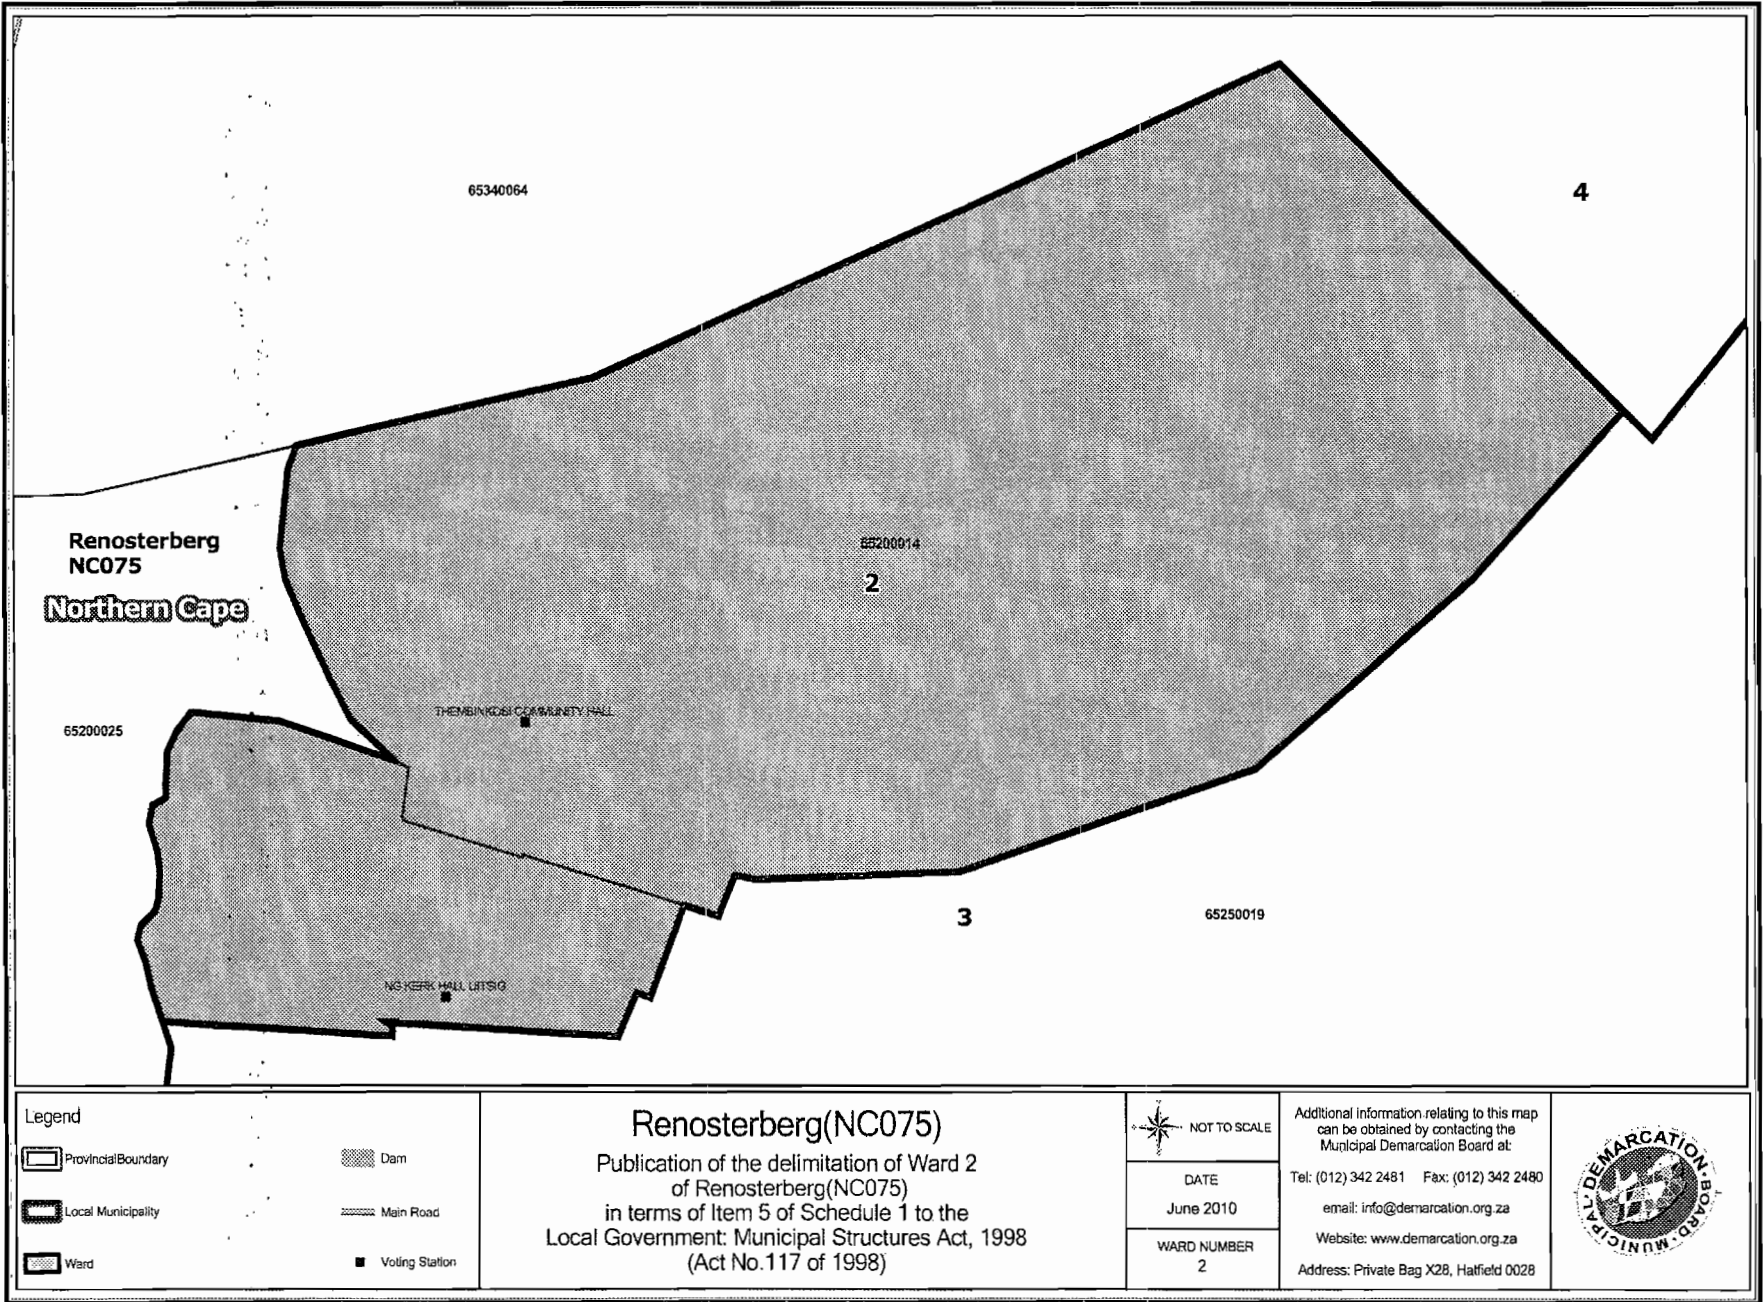 65340064
4
Renosterberg
NC075
Northern Cape
65200014
2
THEMBINKOSI COMMUNITY HALL
65200025
3
65250019
NG KERK HALL UITSIG
Legend
Provincial Boundary
Local Municipality
Ward
Dam
Main Road
Voting Station
Renosterberg(NC075)
Publication of the delimitation of Ward 2
of Renosterberg(NC075)
in terms of Item 5 of Schedule 1 to the
Local Government: Municipal Structures Act, 1998
(Act No.117 of 1998)
NOT TO SCALE
DATE
June 2010
WARD NUMBER
2
Additional information relating to this map
can be obtained by contacting the
Municipal Demarcation Board at:
Tel: (012) 342 2481 Fax: (012) 342 2480
email: info@demarcation.org.za
Website: www.demarcation.org.za
Address: Private Bag X28, Hatfield 0028
MUNICIPAL DEMARCATION BOARD